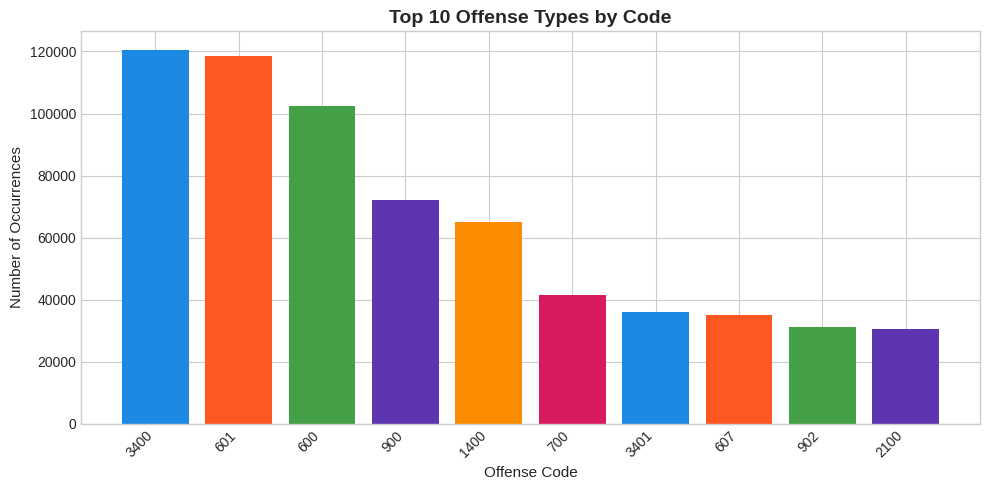 Top 10 Offense Types by Code
Number of Occurrences
120000
100000
80000
60000
40000
20000
0
3400 601 600 900 1400 700 3401 607 902 2100
Offense Code